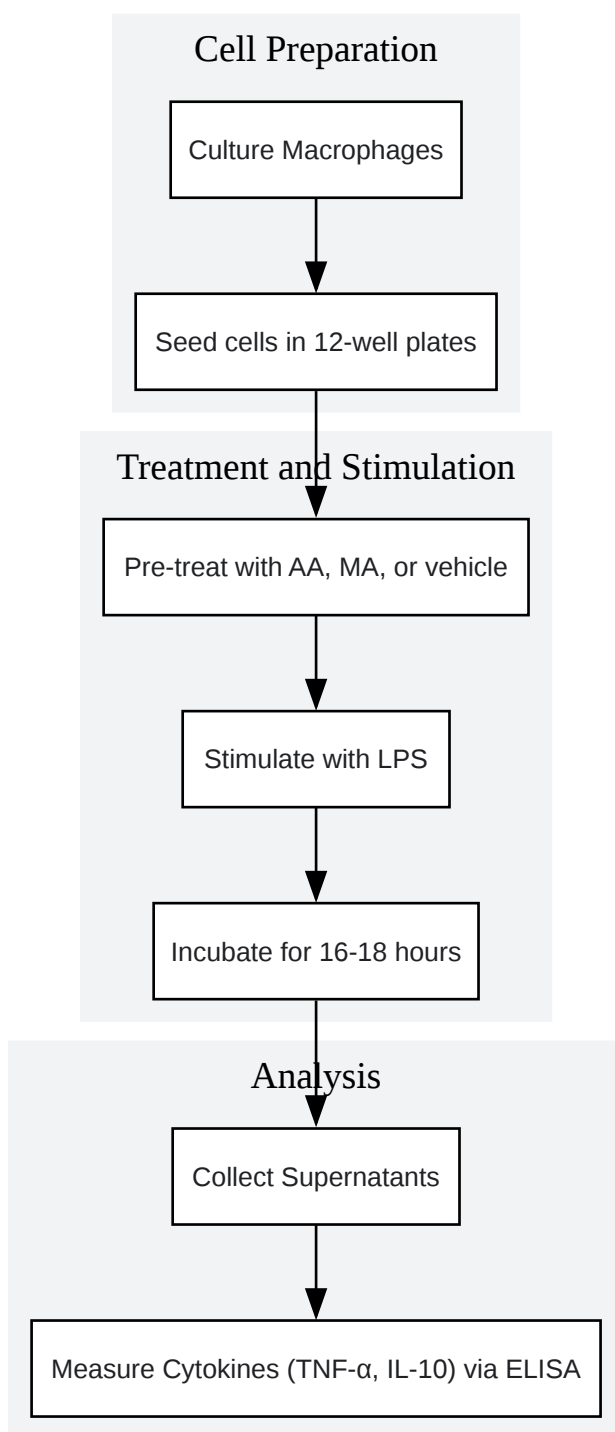 Cell Preparation
Culture Macrophages
Seed cells in 12-well plates
Treatment and Stimulation
Pre-treat with AA, MA, or vehicle
Stimulate with LPS
Incubate for 16-18 hours
Analysis
Collect Supernatants
Measure Cytokines (TNF-α, IL-10) via ELISA